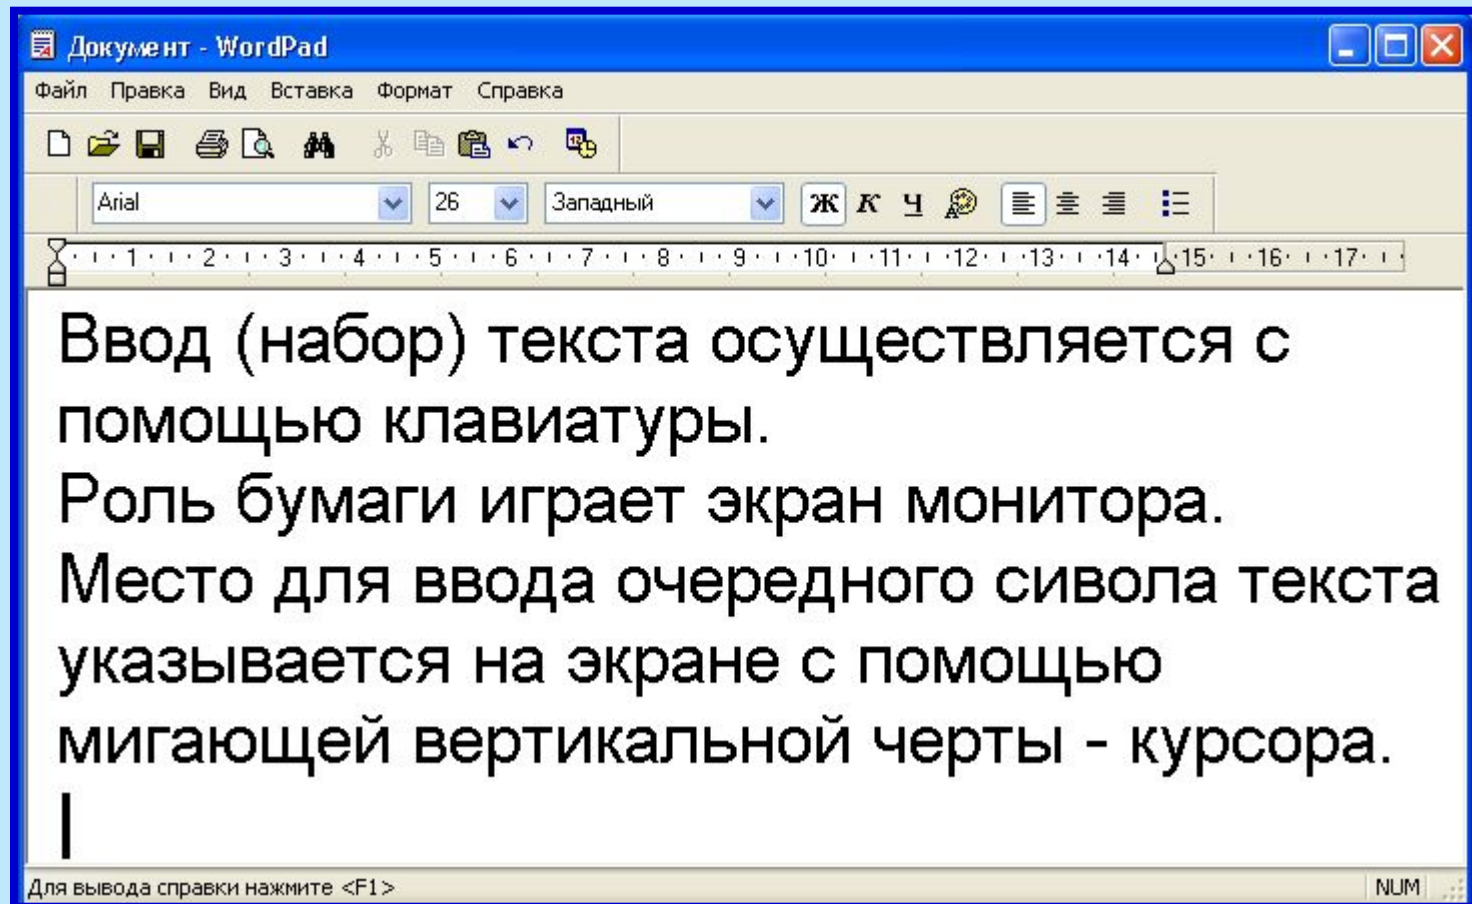 Документ - WordPad
Файл Правка Вид Вставка Формат Справка
Arial 26 Западный Ж К Ч
1 2 3 4 5 6 7 8 9 10 11 12 13 14 15 16 17
Ввод (набор) текста осуществляется с
помощью клавиатуры.
Роль бумаги играет экран монитора.
Место для ввода очередного сивола текста
указывается на экране с помощью
мигающей вертикальной черты - курсора.
Для вывода справки нажмите <F1> NUM